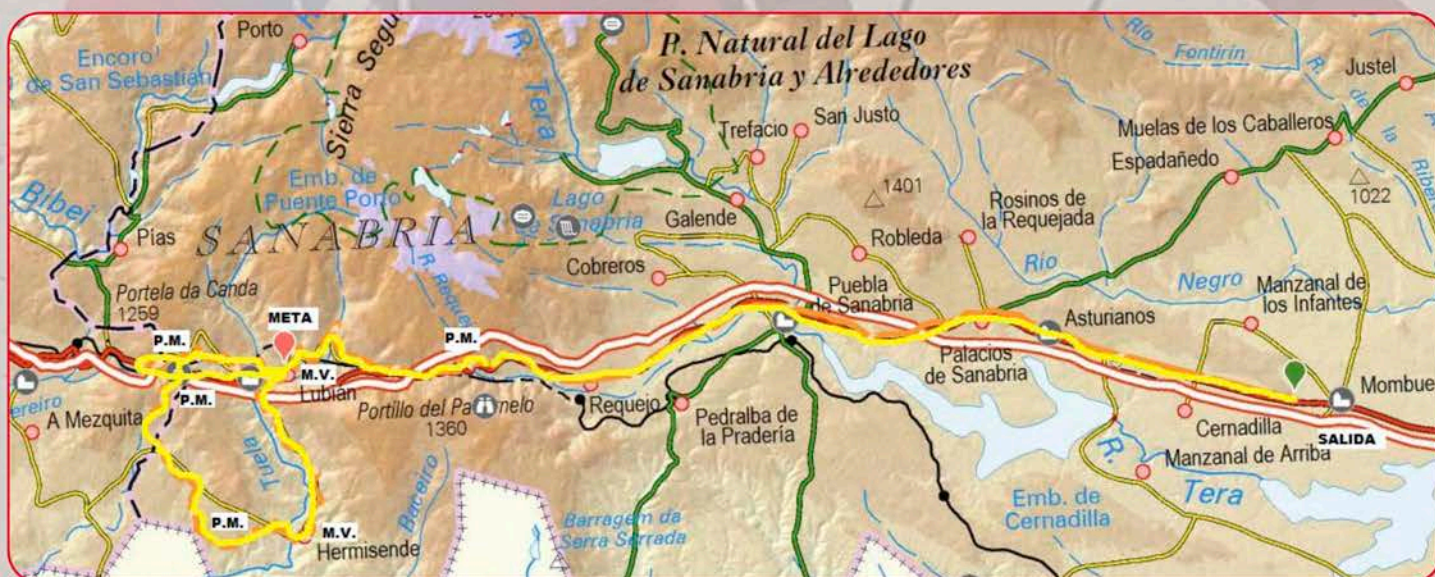 Porto
Encoro
de San Sebastián
Sierra Segu
R.
Tera
P. Natural del Lago
de Sanabria y Alrededores
Río
Fontirín
R.
de
la
Justel
Trefacio
San Justo
Muelas de los Caballeros
Espadañedo
1401
1022
Bibei
Emb. de
Puente Porto
Lago
de Sanabria
Galende
Rosinos de
la Requejada
Pías
SANABRIA
Cobreros
Robleda
Río
Negro
Manzanal de
los Infantes
Portela da Canda
1259
META
P.M.
P.M.
Puebla
de Sanabria
Asturianos
M.V.
Lubián
P.M.
Palacios
de Sanabria
A Mezquita
1360
Requejo
Pedralba de
la Pradería
Cernadilla
SALIDA
Mombue
Tuela
R.
Manzanal de Arriba
Tera
P.M.
M.V.
Hermisende
Barragem da
Serra Serrada
Emb. de
Cernadilla